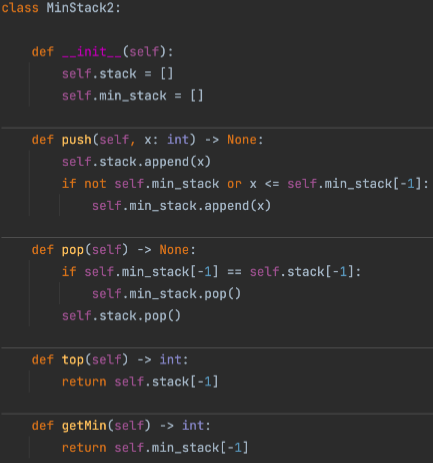 class MinStack2:
    def __init__(self):
        self.stack = []
        self.min_stack = []
    def push(self, x: int) -> None:
        self.stack.append(x)
        if not self.min_stack or x <= self.min_stack[-1]:
            self.min_stack.append(x)
    def pop(self) -> None:
        if self.min_stack[-1] == self.stack[-1]:
            self.min_stack.pop()
        self.stack.pop()
    def top(self) -> int:
        return self.stack[-1]
    def getMin(self) -> int:
        return self.min_stack[-1]